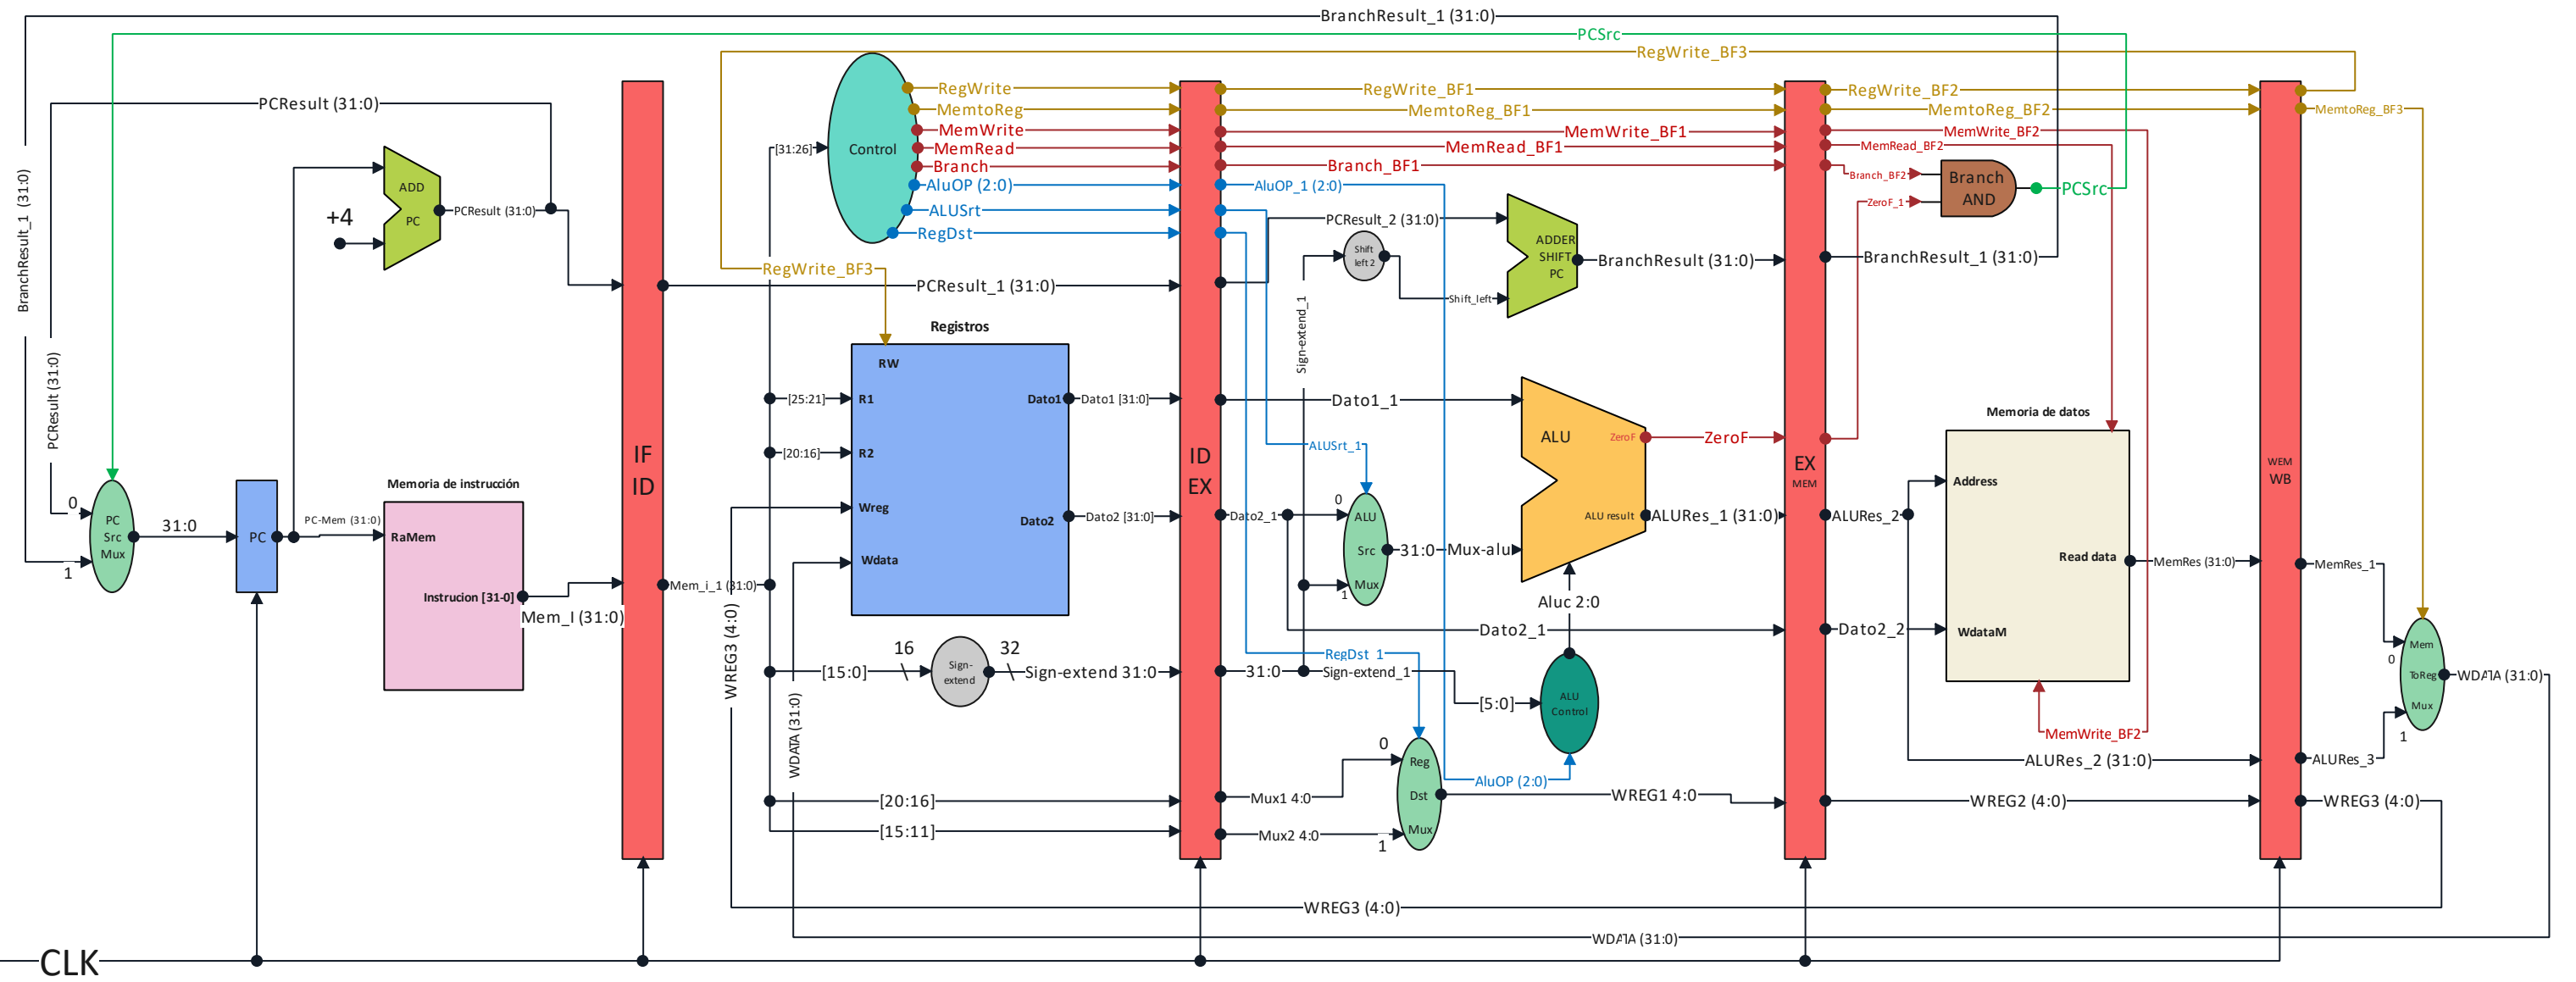 BranchResult_1 (31:0)
PCSrc
RegWrite_BF3
PCResult (31:0)
BranchResult_1 (31:0)
PCResult (31:0)
+4
ADD
PC
PCResult (31:0)
0
1
PC
Src
Mux
31:0
PC
PC-Mem (31:0)
Memoria de instrucción
RaMem
Instrucion [31-0]
Mem_I (31:0)
IF
ID
Mem_i_1 (31:0)
[31:26]
Control
RegWrite
MemtoReg
MemWrite
MemRead
Branch
AluOP (2:0)
ALUSrt
RegDst
RegWrite_BF3
PCResult_1 (31:0)
Registros
RW
[25:21]
R1
[20:16]
R2
Wreg
Wdata
Dato1
Dato1 [31:0]
Dato2
Dato2 [31:0]
WREG3 (4:0)
WDATA (31:0)
[15:0]
16
Sign-
extend
32
Sign-extend 31:0
[20:16]
[15:11]
ID
EX
RegWrite_BF1
MemtoReg_BF1
MemWrite_BF1
MemRead_BF1
Branch_BF1
AluOP_1 (2:0)
PCResult_2 (31:0)
Shift
left 2
Shift_left
ADDER
SHIFT
PC
BranchResult (31:0)
Sign-extend_1
Dato1_1
ALUSrt_1
Dato2_1
0
ALU
Src
Mux
1
31:0
Mux-alu
ALU
ZeroF
ZeroF
ALU result
ALURes_1 (31:0)
Aluc 2:0
Dato2_1
RegDst_1
31:0
Sign-extend_1
[5:0]
ALU
Control
AluOP (2:0)
Mux1 4:0
Mux2 4:0
0
Reg
Dst
Mux
1
WREG1 4:0
EX
MEM
RegWrite_BF2
MemtoReg_BF2
MemWrite_BF2
MemRead_BF2
Branch_BF2
ZeroF_1
Branch
AND
PCSrc
BranchResult_1 (31:0)
Memoria de datos
Address
Read data
WdataM
ALURes_2
Dato2_2
MemRes (31:0)
MemWrite_BF2
ALURes_2 (31:0)
WREG2 (4:0)
WEM
WB
MemtoReg_BF3
MemRes_1
ALURes_3
0
Mem
ToReg
Mux
1
WDATA (31:0)
WREG3 (4:0)
WREG3 (4:0)
WDATA (31:0)
CLK